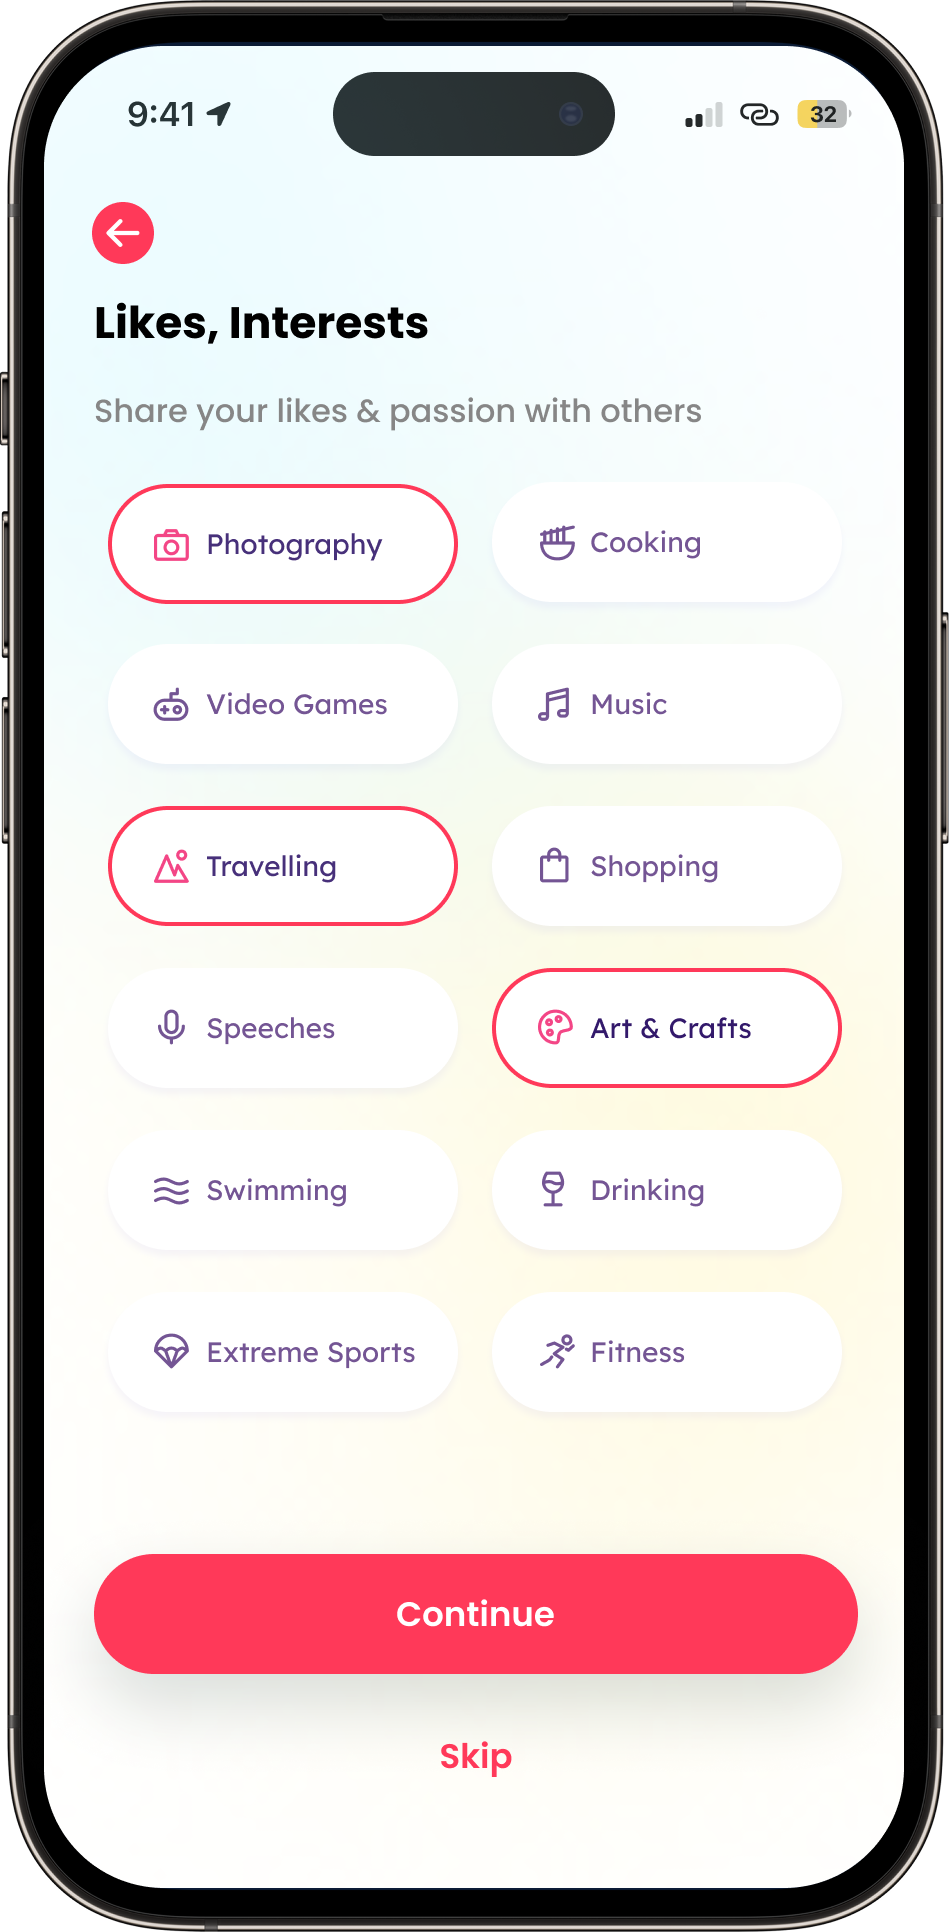 9:41
32
Likes, Interests
Share your likes & passion with others
Photography
Cooking
Video Games
Music
Travelling
Shopping
Speeches
Art & Crafts
Swimming
Drinking
Extreme Sports
Fitness
Continue
Skip